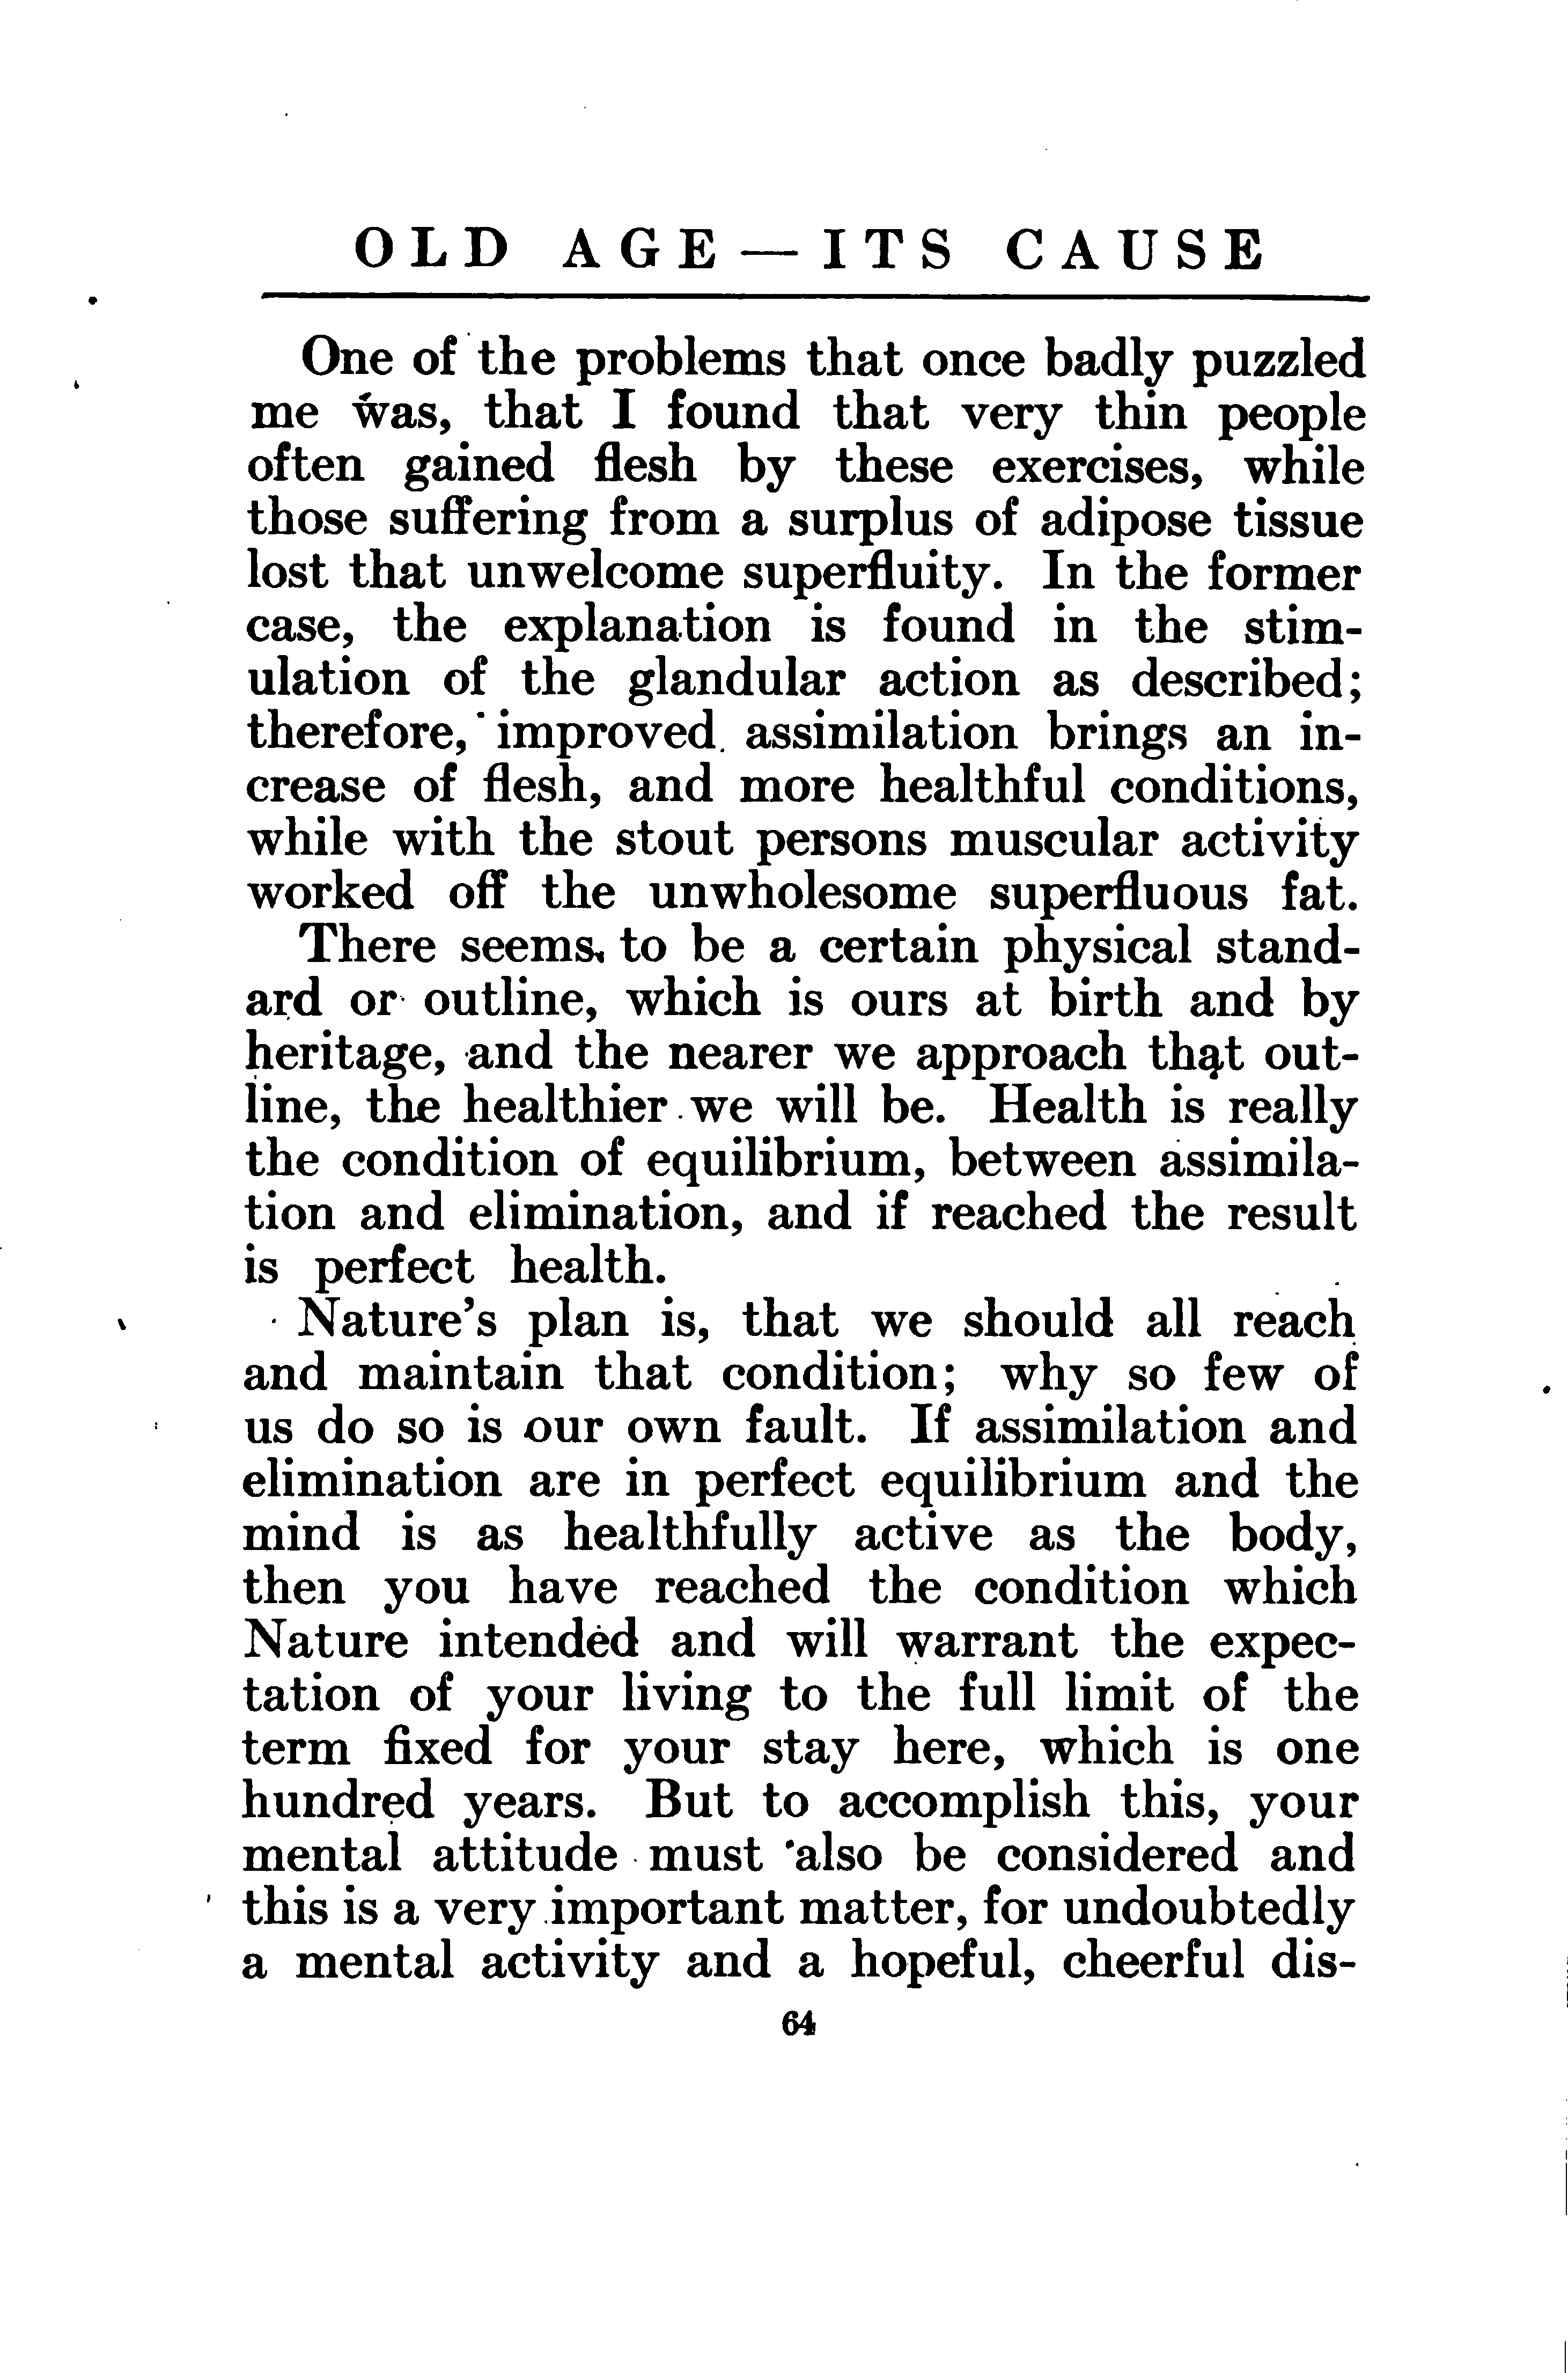 OLD AGE — ITS CAUSE
One of the problems that once badly puzzled
me was, that I found that very thin people
often gained flesh by these exercises, while
those suffering from a surplus of adipose tissue
lost that unwelcome superfluity. In the former
case, the explanation is found in the stim-
ulation of the glandular action as described;
therefore, improved assimilation brings an in-
crease of flesh, and more healthful conditions,
while with the stout persons muscular activity
worked off the unwholesome superfluous fat.
There seems to be a certain physical stand-
ard or outline, which is ours at birth and by
heritage, and the nearer we approach that out-
line, the healthier we will be. Health is really
the condition of equilibrium, between assimila-
tion and elimination, and if reached the result
is perfect health.
Nature's plan is, that we should all reach
and maintain that condition; why so few of
us do so is our own fault. If assimilation and
elimination are in perfect equilibrium and the
mind is as healthfully active as the body,
then you have reached the condition which
Nature intended and will warrant the expec-
tation of your living to the full limit of the
term fixed for your stay here, which is one
hundred years. But to accomplish this, your
mental attitude must also be considered and
this is a very important matter, for undoubtedly
a mental activity and a hopeful, cheerful dis-
64